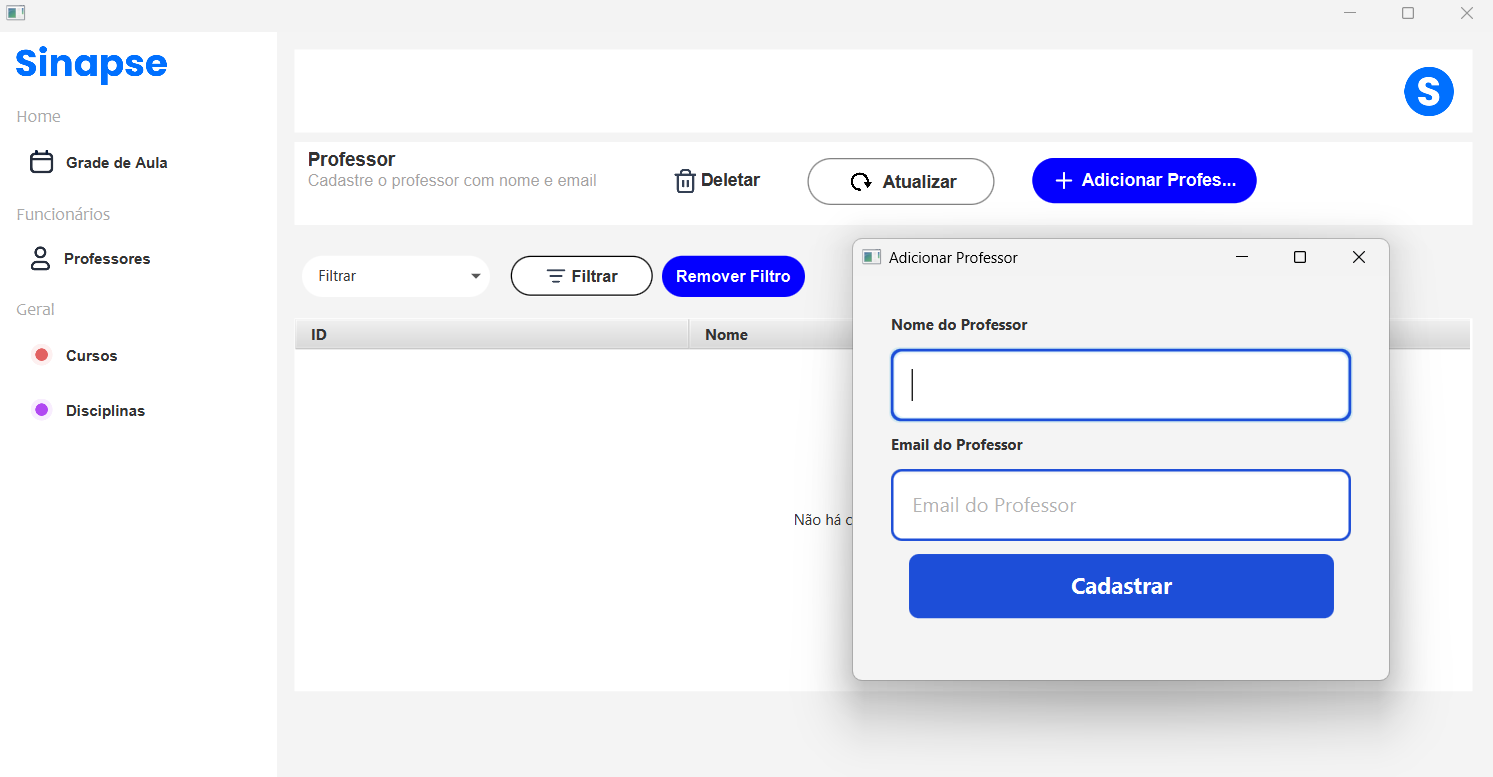 Sinapse
Home
Grade de Aula
Funcionários
Professores
Geral
Cursos
Disciplinas
S
Professor
Cadastre o professor com nome e email
Deletar
Atualizar
Adicionar Profes...
Filtrar
Filtrar
Remover Filtro
ID
Nome
Não há c
Adicionar Professor
Nome do Professor
Email do Professor
Email do Professor
Cadastrar